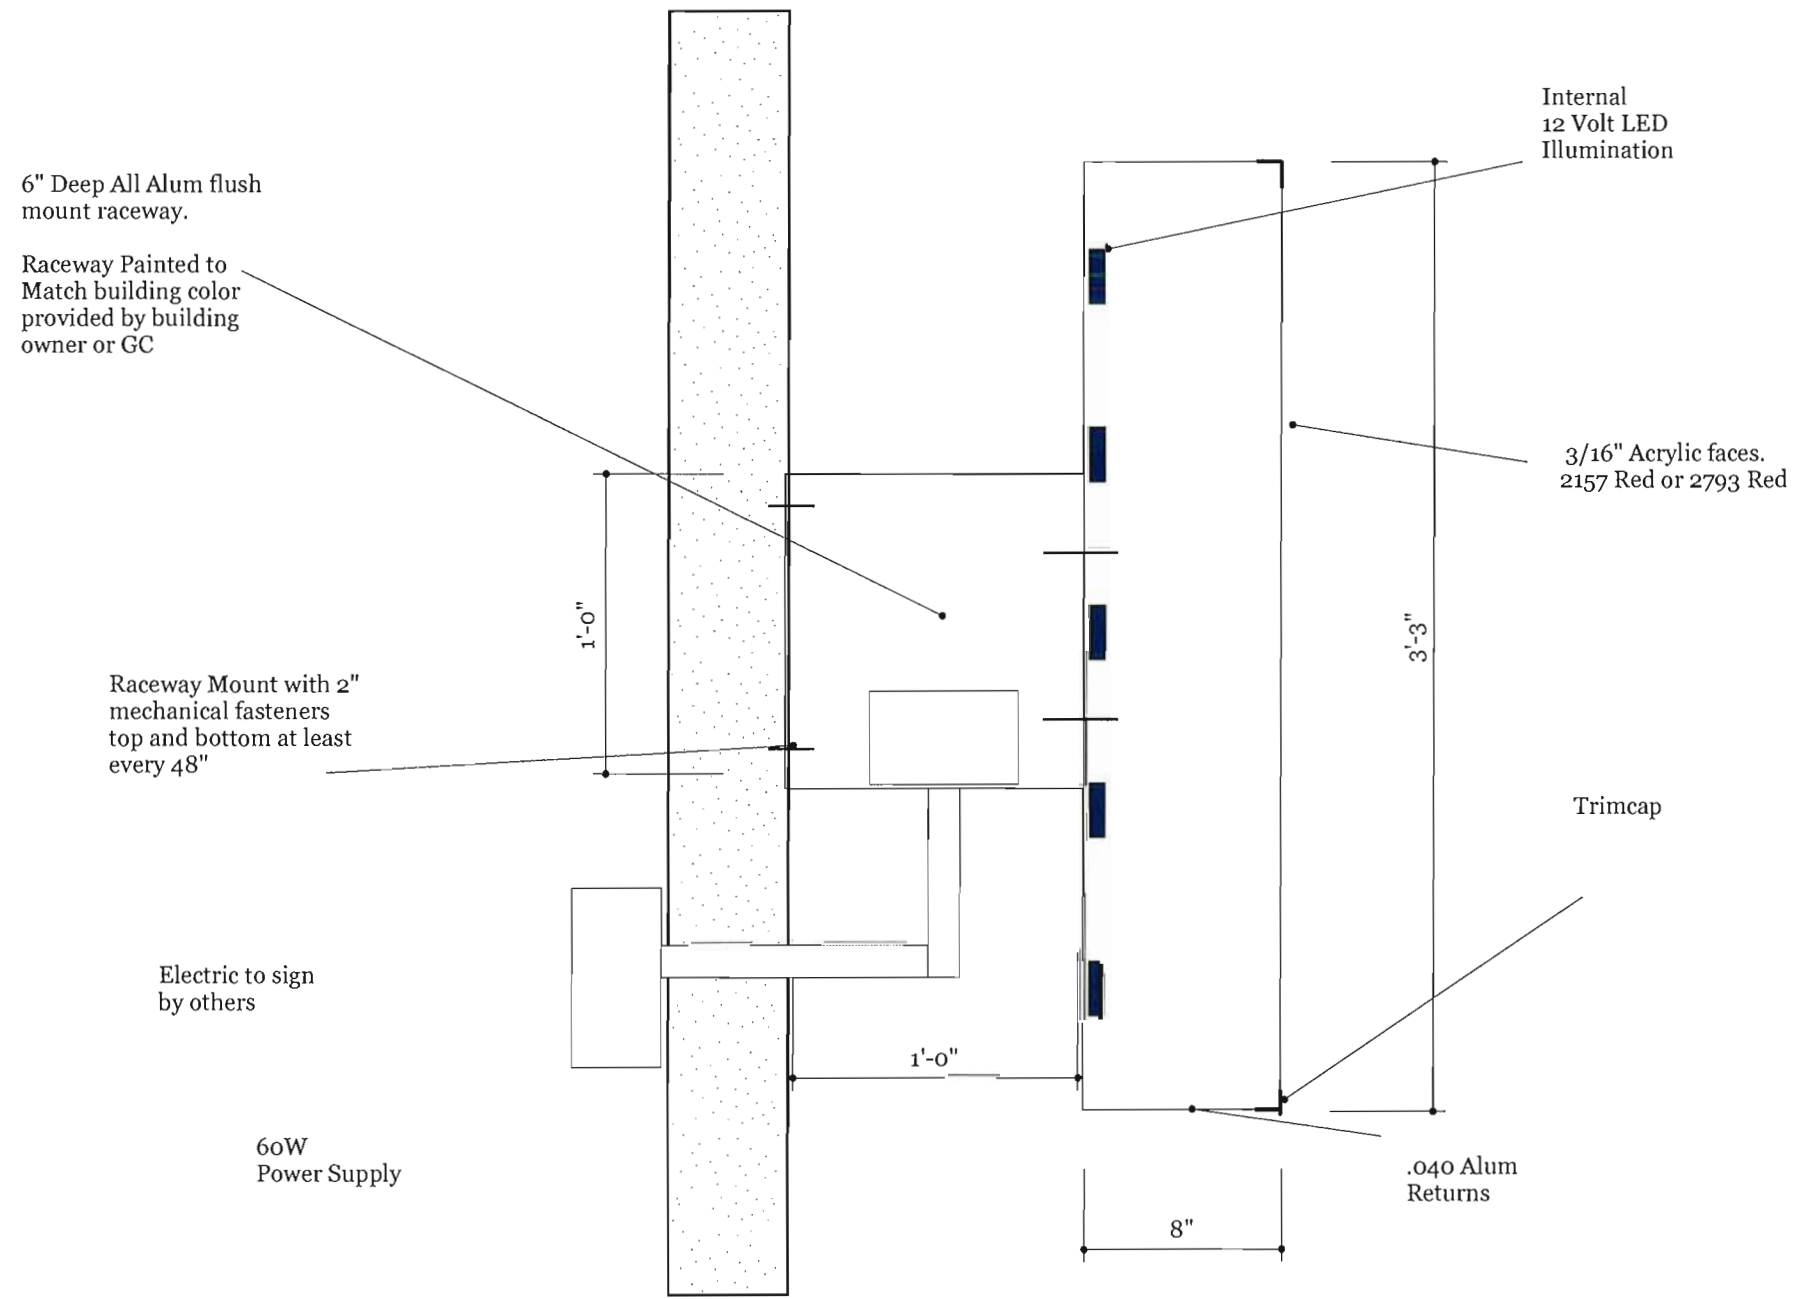 Internal
12 Volt LED
Illumination
6" Deep All Alum flush
mount raceway.
Raceway Painted to
Match building color
provided by building
owner or GC
3/16" Acrylic faces.
2157 Red or 2793 Red
1'-0"
3'-3"
Raceway Mount with 2"
mechanical fasteners
top and bottom at least
every 48"
Trimcap
Electric to sign
by others
1'-0"
60W
Power Supply
.040 Alum
Returns
8"